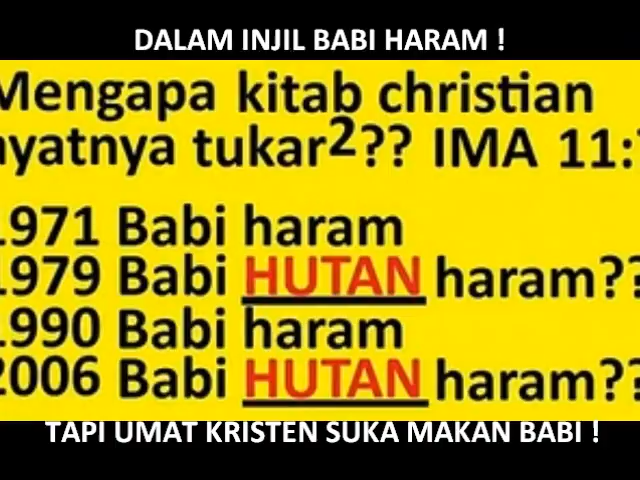 DALAM INJIL BABI HARAM !
Mengapa kitab christian
ayatnya tukar²?? IMA 11:
1971 Babi haram
1979 Babi HUTAN haram??
1990 Babi haram
2006 Babi HUTAN haram??
TAPI UMAT KRISTEN SUKA MAKAN BABI !